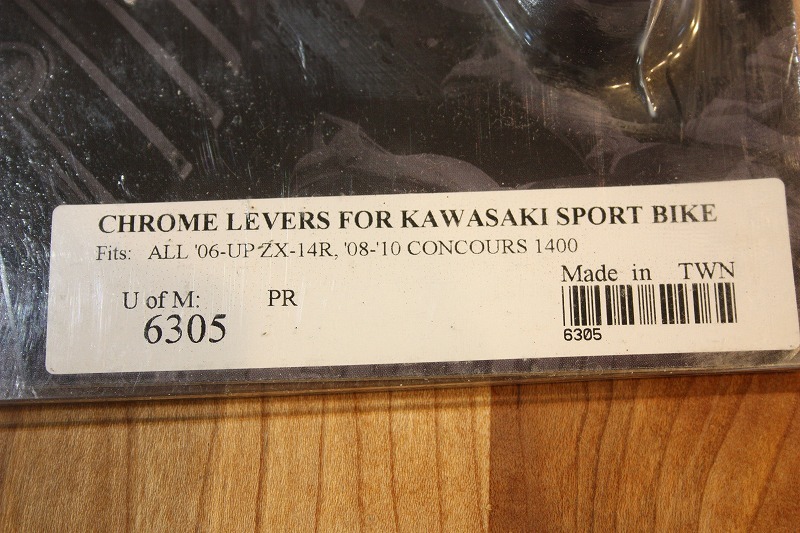 CHROME LEVERS FOR KAWASAKI SPORT BIKE
Fits: ALL '06-UP ZX-14R, '08-'10 CONCOURS 1400
Made in TWN
U of M: PR
6305
6305